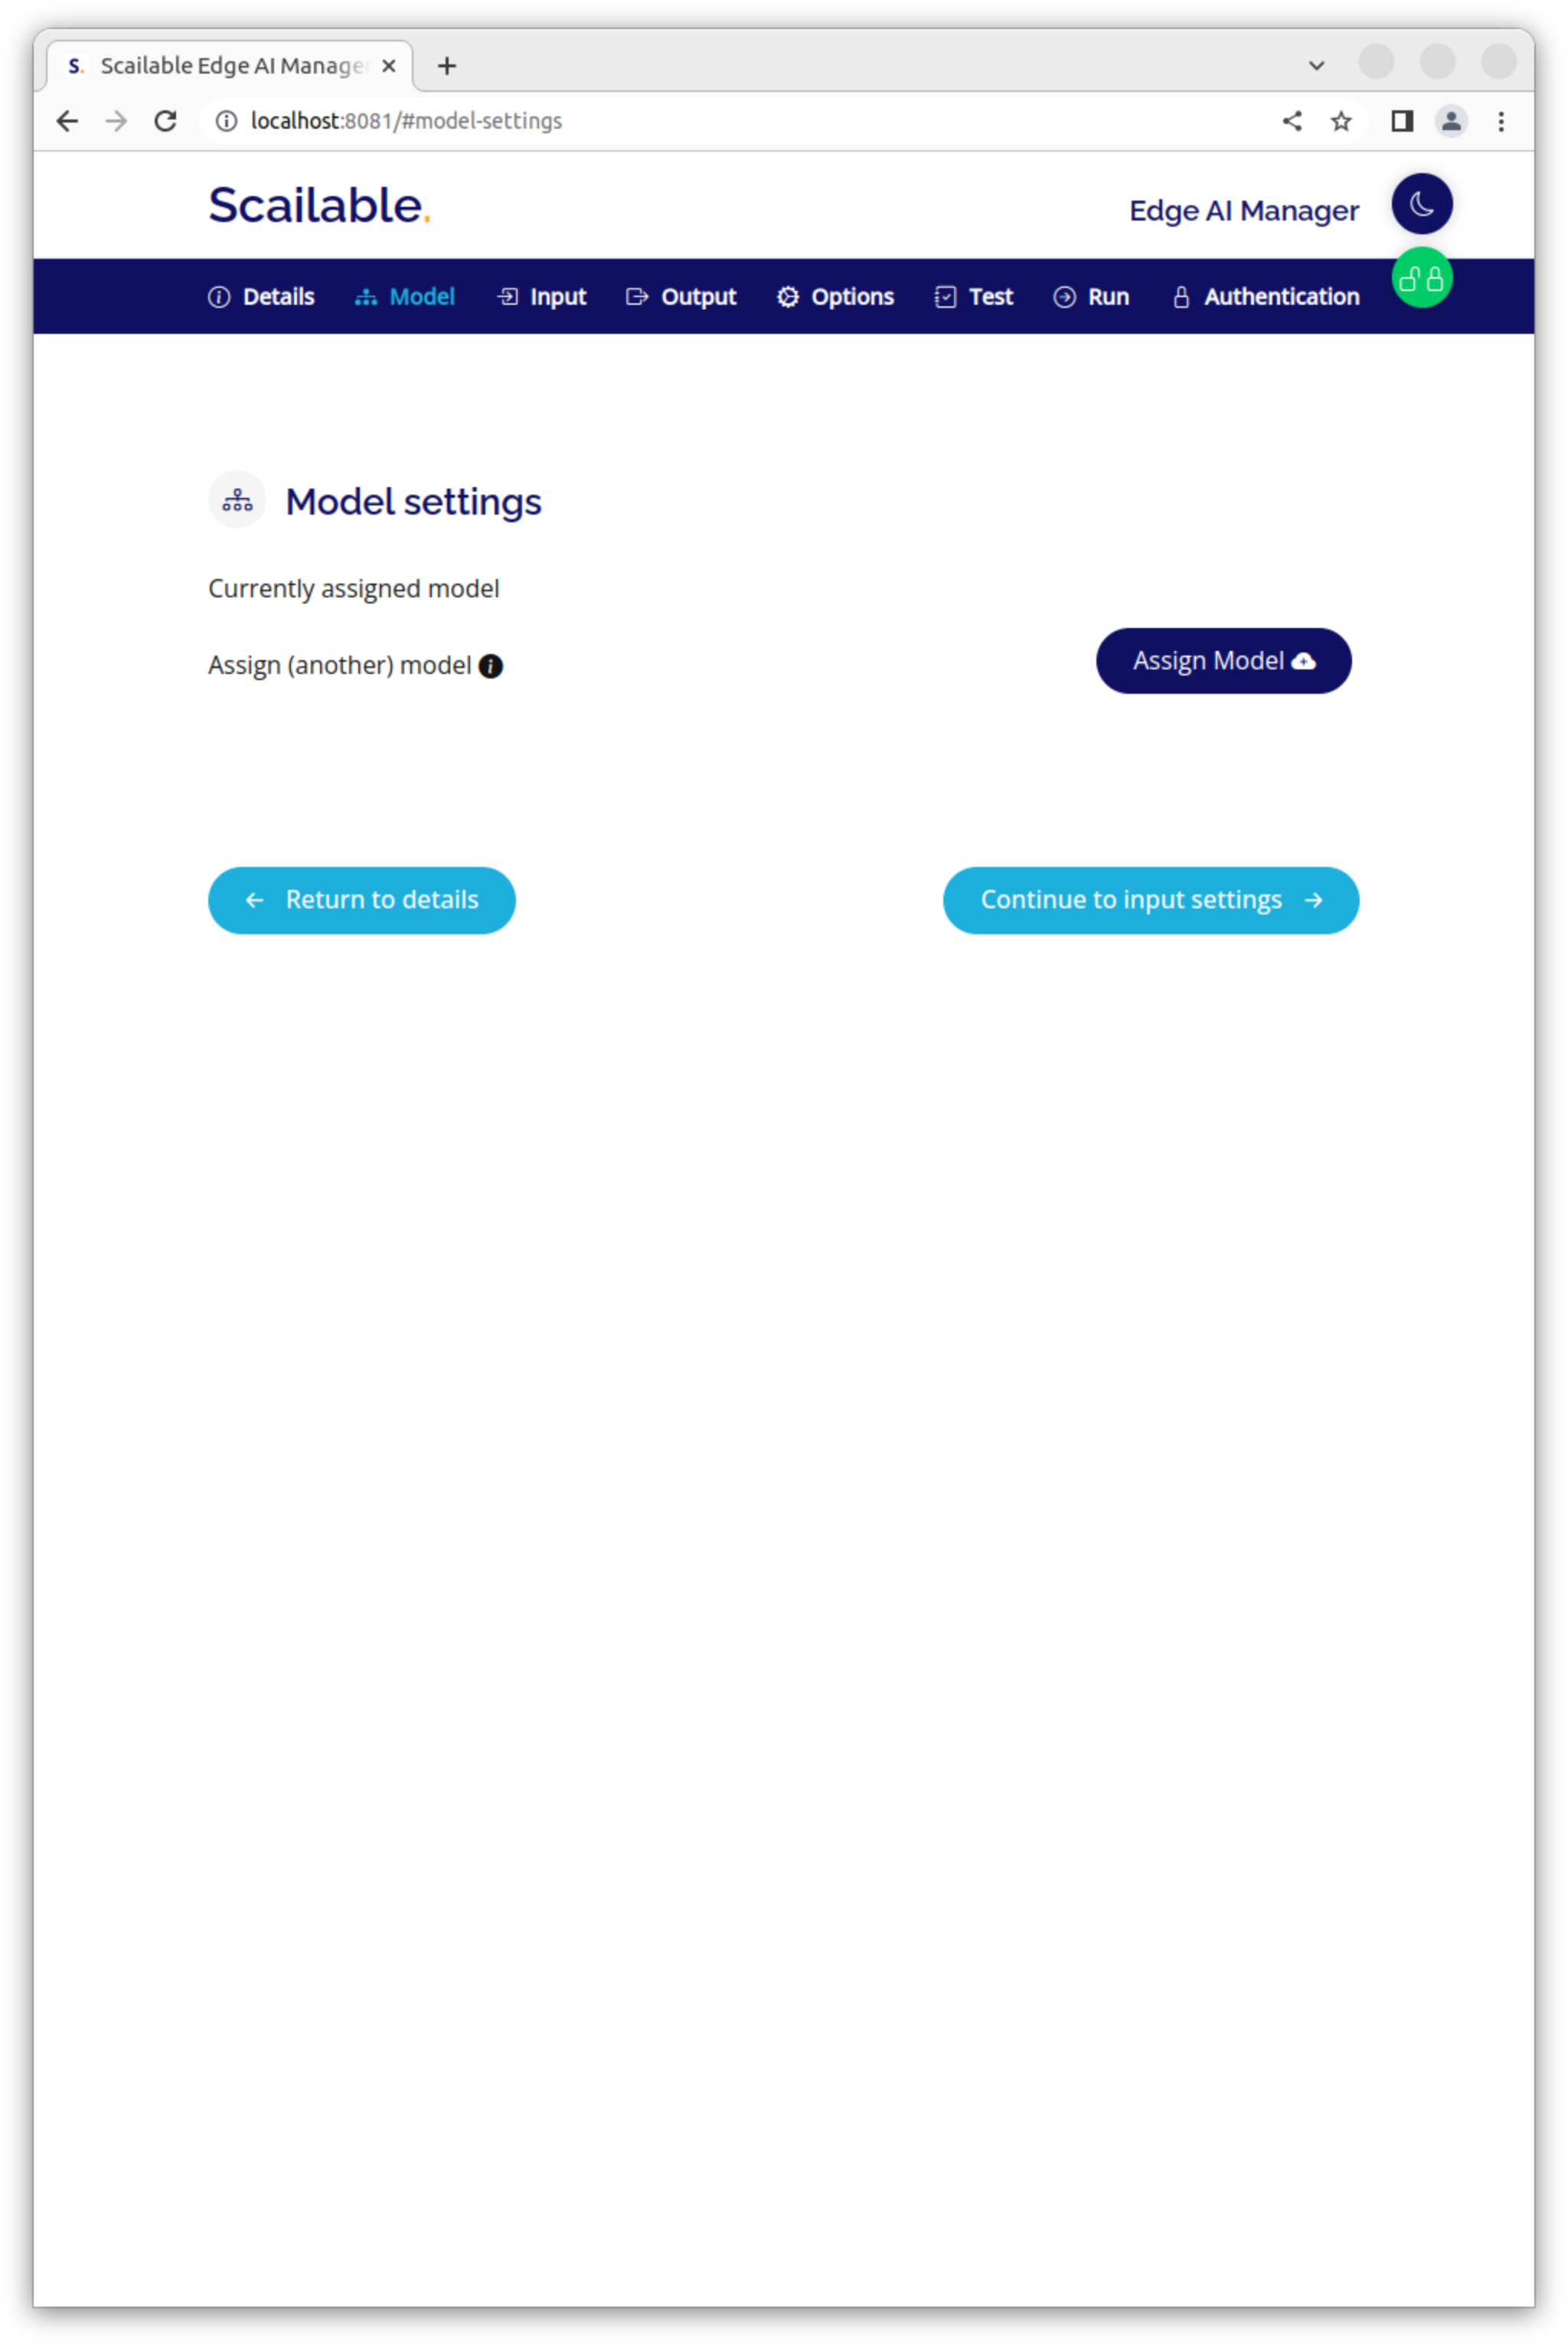 S. Scailable Edge AI Manage
localhost:8081/#model-settings
Scailable.
Edge AI Manager
Details Model Input Output Options Test Run Authentication
Model settings
Currently assigned model
Assign (another) model
Assign Model
Return to details
Continue to input settings